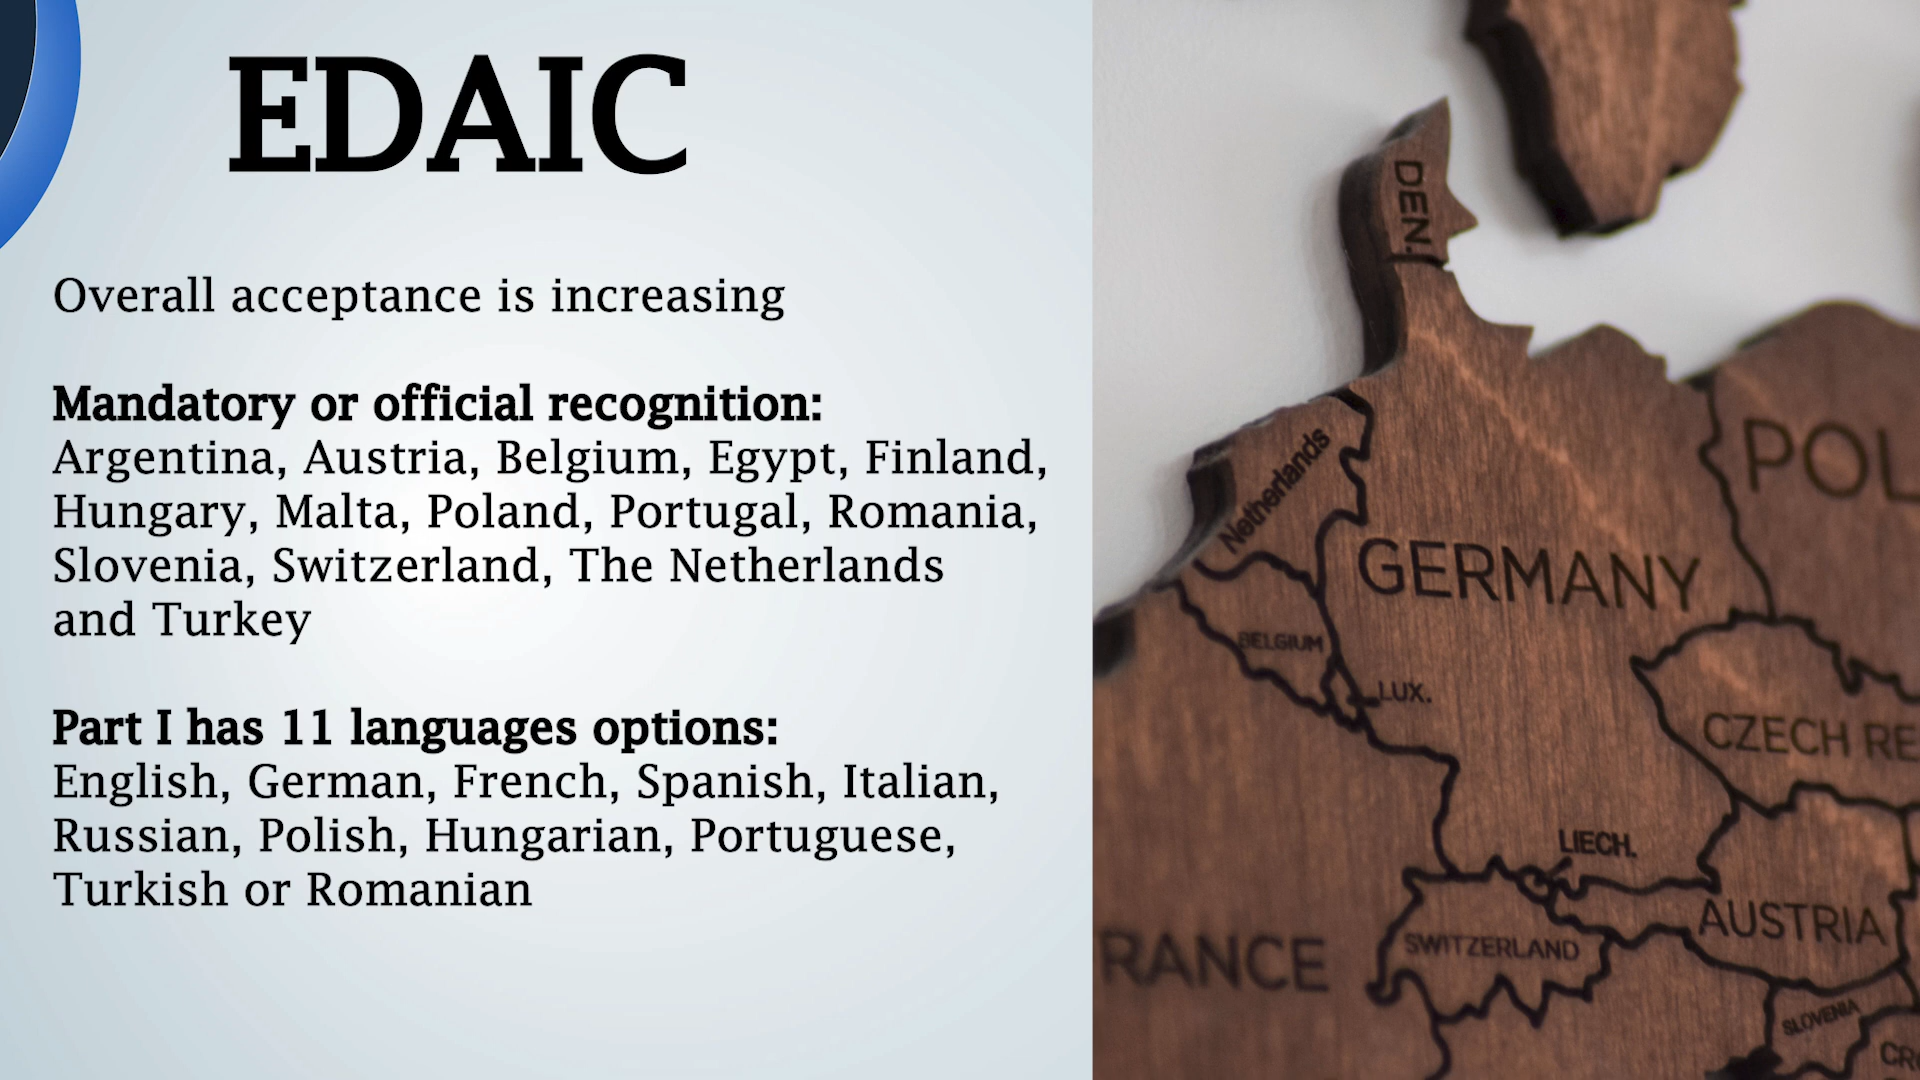 EDAIC
Overall acceptance is increasing
Mandatory or official recognition:
Argentina, Austria, Belgium, Egypt, Finland,
Hungary, Malta, Poland, Portugal, Romania,
Slovenia, Switzerland, The Netherlands
and Turkey
Part I has 11 languages options:
English, German, French, Spanish, Italian,
Russian, Polish, Hungarian, Portuguese,
Turkish or Romanian
DEN.
POL
Netherlands
GERMANY
BELGIUM
LUX.
CZECH RE
LIECH.
AUSTRIA
RANCE
SWITZERLAND
SLOVENIA
CR